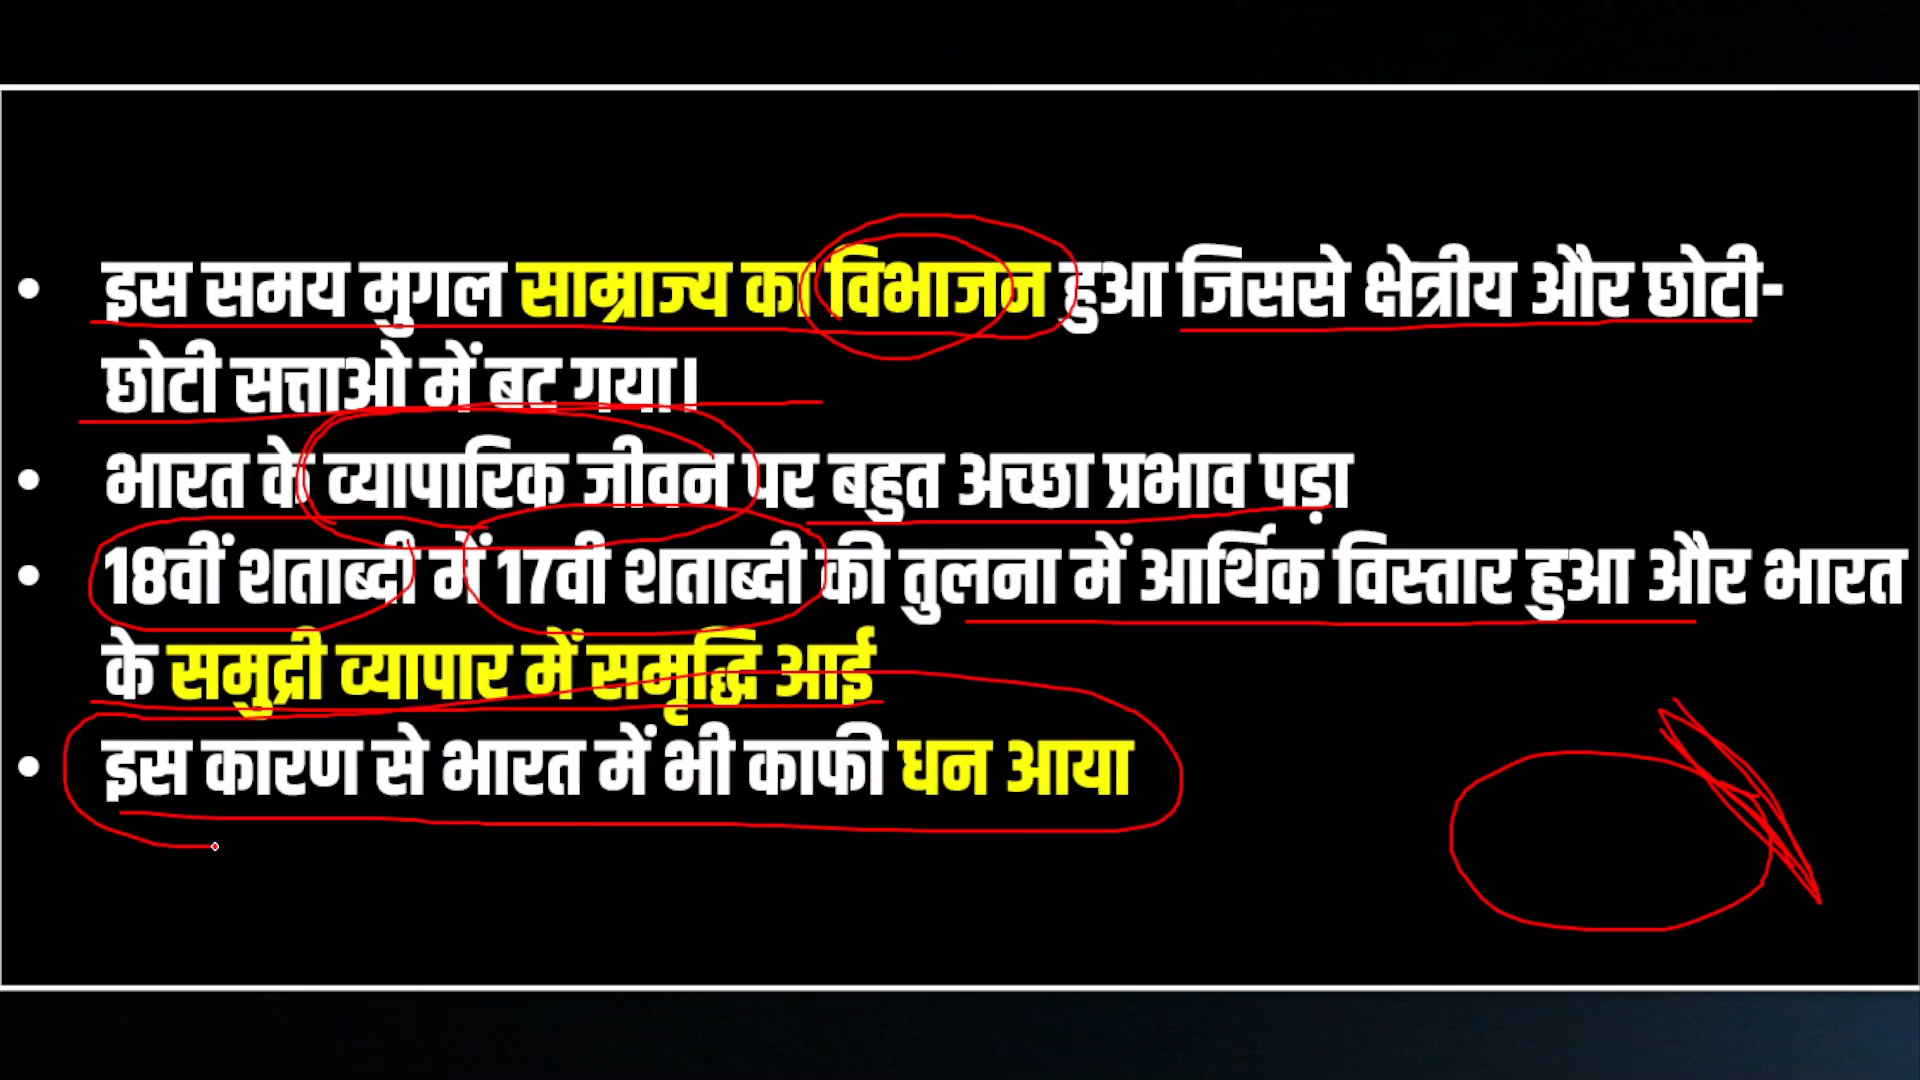 • इस समय मुगल साम्राज्य का विभाजन हुआ जिससे क्षेत्रीय और छोटी-
छोटी सत्ताओ में बट गया।
• भारत के व्यापारिक जीवन पर बहुत अच्छा प्रभाव पड़ा
• 18वीं शताब्दी में 17वी शताब्दी की तुलना में आर्थिक विस्तार हुआ और भारत
के समुद्री व्यापार में समृद्धि आई
• इस कारण से भारत में भी काफी धन आया